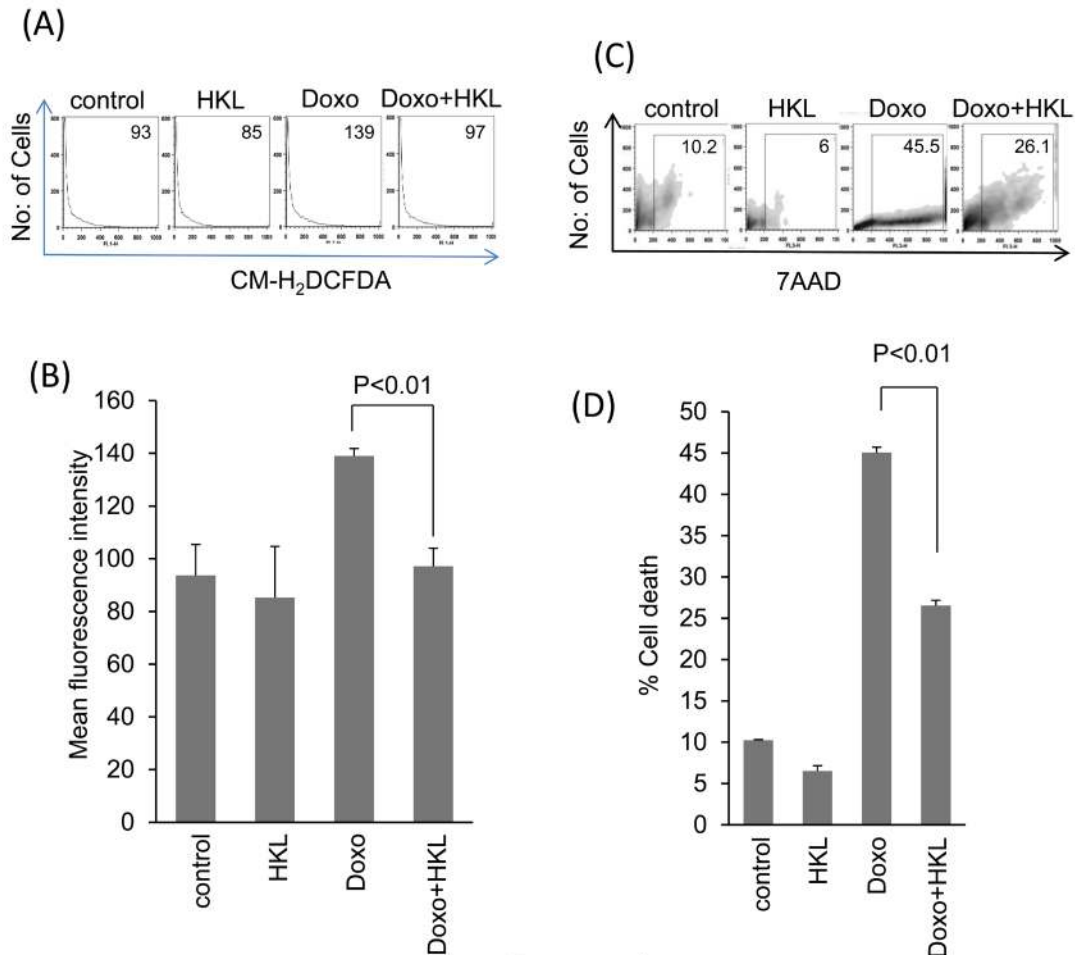 (A)
control HKL Doxo Doxo+HKL
93 85 139 97
No: of Cells
CM-H₂DCFDA
(C)
control HKL Doxo Doxo+HKL
10.2 6 45.5 26.1
No: of Cells
7AAD
(B)
P<0.01
160
140
120
100
80
60
40
20
0
Mean fluorescence intensity
control HKL Doxo Doxo+HKL
(D)
P<0.01
50
45
40
35
30
25
20
15
10
5
0
% Cell death
control HKL Doxo Doxo+HKL